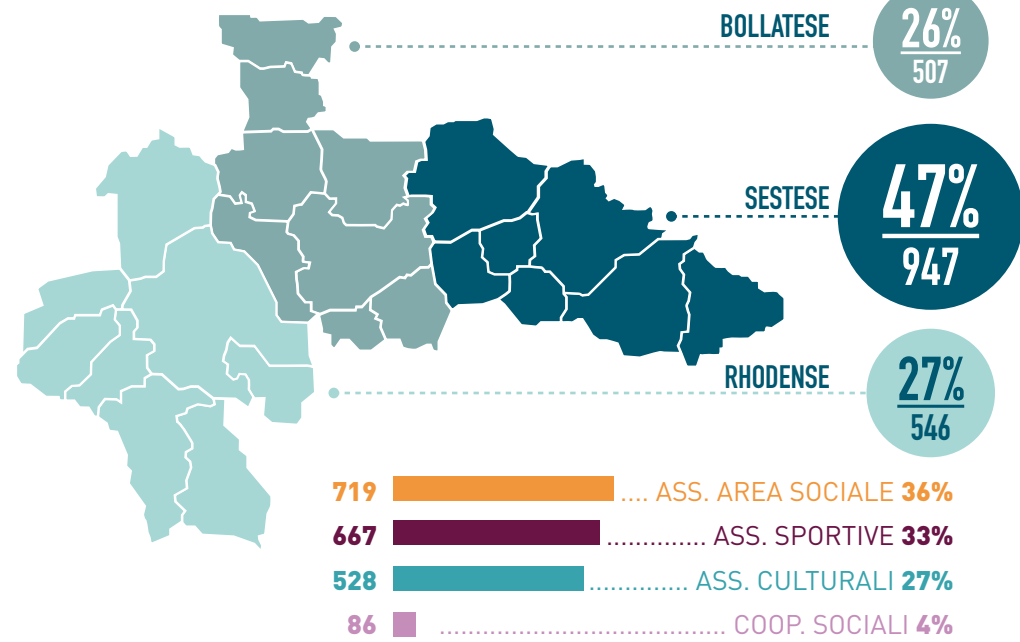 BOLLATESE
26%
507
SESTESE
47%
947
RHODENSE
27%
546
719 .... ASS. AREA SOCIALE 36%
667 .............. ASS. SPORTIVE 33%
528 .............. ASS. CULTURALI 27%
86 ........................................ COOP. SOCIALI 4%